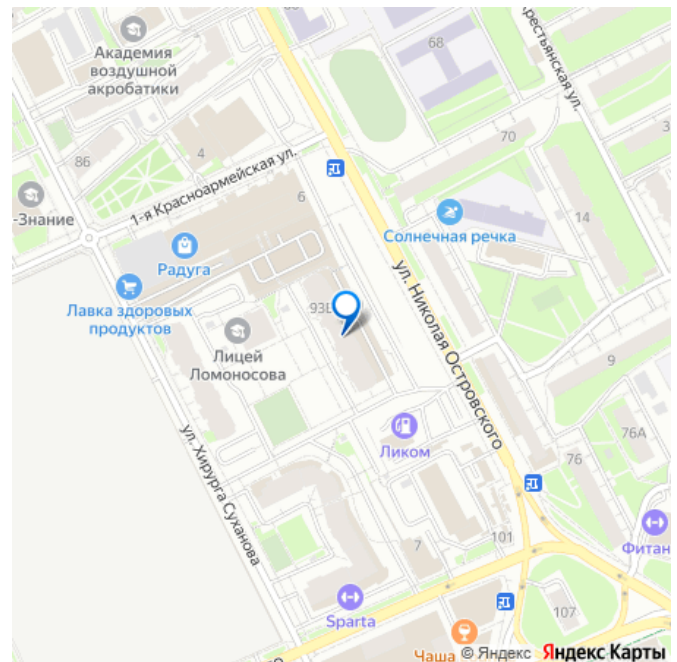 Академия
воздушной
акробатики
68
рестьянская ул.
70
3
86
4
1-я Красноармейская ул.
6
14
-Знание
Солнечная речка
Радуга
Лавка здоровых
продуктов
93
Лицей
Ломоносова
ул. Николая Островского
9
76А
76
Ликом
ул. Хирурга Суханова
7
101
Фитан
Sparta
107
Чаша
© Яндекс Яндекс Карты